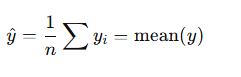 ŷ = 1/n ∑ yᵢ = mean(y)